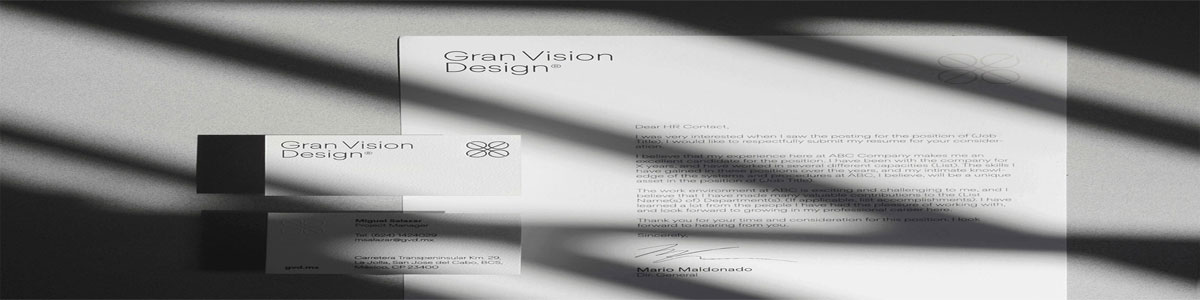 Gran Vision
Design®
Dear HR Contact,
I was very interested when I saw the posting for the position of (Job
Title). I would like to respectfully submit my resume for your consider-
ation.
I believe that my experience here at ABC Company makes me an
excellent candidate for the position. I have been with the company for
X years, and have worked in several different capacities (List). The skills I
have gained in these positions over the years, and my intimate knowl-
edge of the systems and procedures at ABC, I believe, will be a unique
asset in the position.
The work environment at ABC is exciting and challenging to me, and I
believe that I have made many valuable contributions to the (List
Name(s) of) Department(s). (If applicable, list accomplishments). I have
learned a lot from the people I have had the pleasure of working with,
and look forward to growing in my professional career here.
Thank you for your time and consideration for this position. I look
forward to hearing from you.
Sincerely,
Mario Maldonado
Dir. General
Gran Vision
Design®
Miguel Salazar
Project Manager
msalazar@gvd.mx
Carretera Transpeninsular Km. 29,
La Jolla, San Jose del Cabo, BCS,
México, CP 23400
gvd.mx